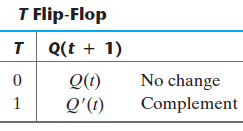 T Flip-Flop
T Q(t + 1)
0 Q(t) No change
1 Q′(t) Complement